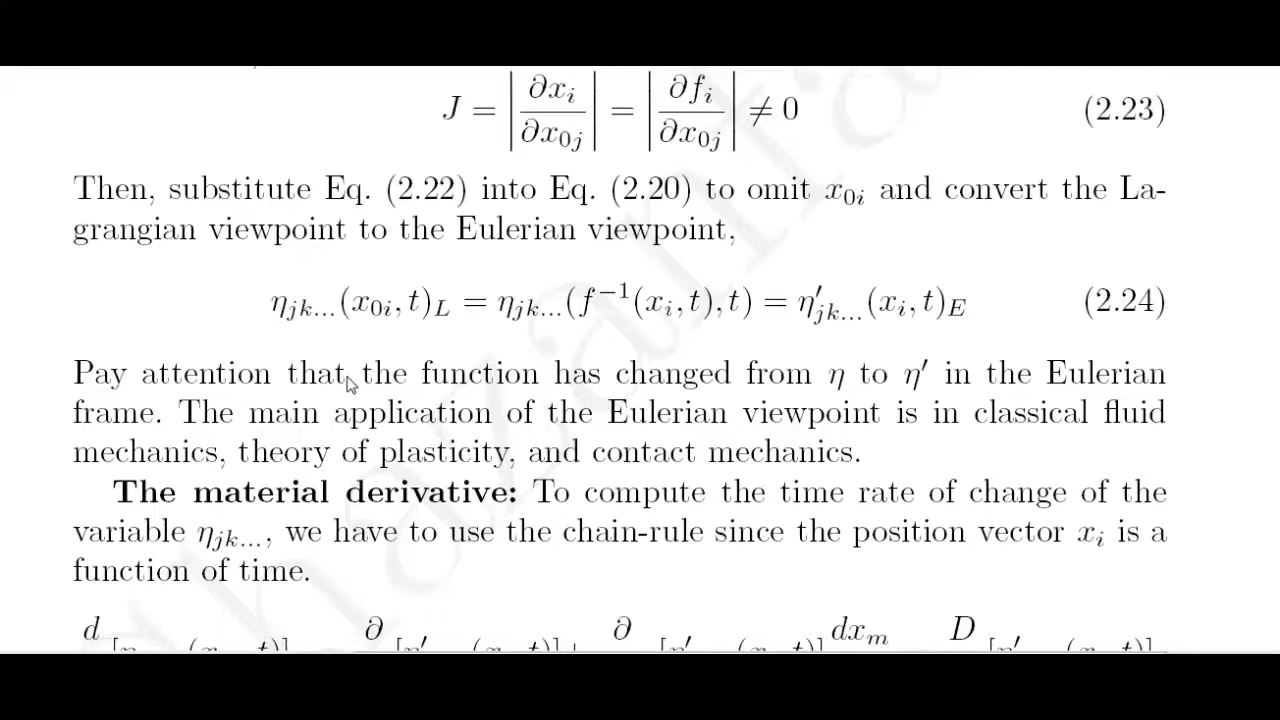 J = |∂x_i/∂x_{0j}| = |∂f_i/∂x_{0j}| ≠ 0 (2.23)
Then, substitute Eq. (2.22) into Eq. (2.20) to omit x_{0i} and convert the La-
grangian viewpoint to the Eulerian viewpoint,
η_{jk...}(x_{0i}, t)_L = η_{jk...}(f^{-1}(x_i, t), t) = η′_{jk...}(x_i, t)_E (2.24)
Pay attention that the function has changed from η to η′ in the Eulerian
frame. The main application of the Eulerian viewpoint is in classical fluid
mechanics, theory of plasticity, and contact mechanics.
The material derivative: To compute the time rate of change of the
variable η_{jk...}, we have to use the chain-rule since the position vector x_i is a
function of time.
d ∂ ∂ dx_m D